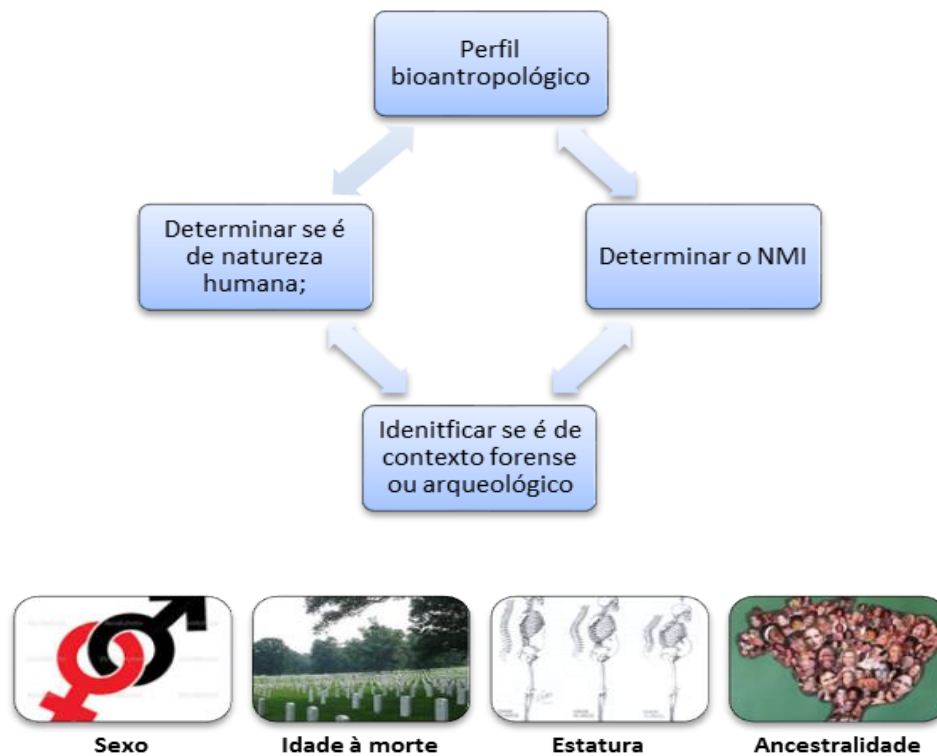 Perfil
bioantropológico
Determinar se é
de natureza
humana;
Determinar o NMI
Idenitficar se é de
contexto forense
ou arqueológico
Sexo
Idade à morte
Estatura
Ancestralidade